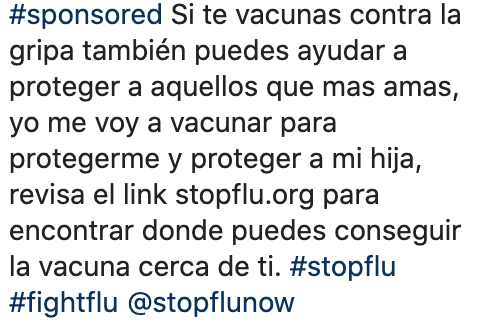 #sponsored Si te vacunas contra la
gripa también puedes ayudar a
proteger a aquellos que mas amas,
yo me voy a vacunar para
protegerme y proteger a mi hija,
revisa el link stopflu.org para
encontrar donde puedes conseguir
la vacuna cerca de ti. #stopflu
#fightflu @stopflunow